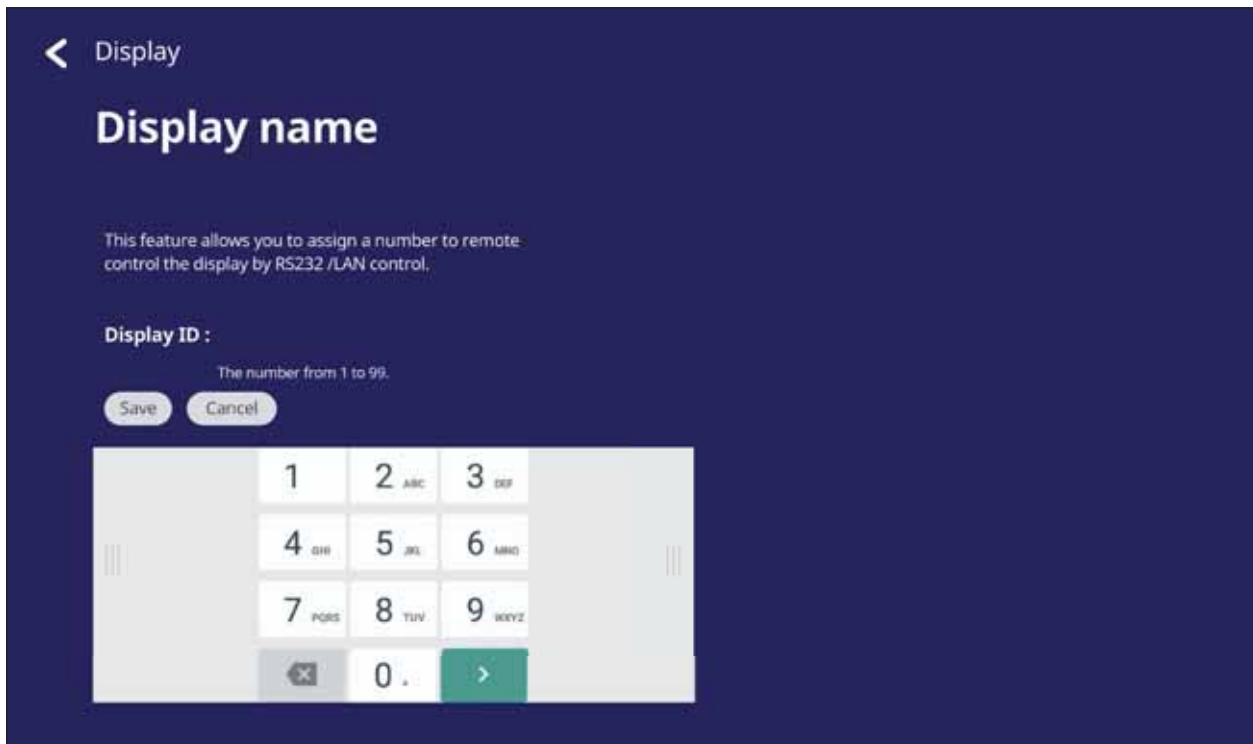 Display
Display name
This feature allows you to assign a number to remote
control the display by RS232 /LAN control.
Display ID :
The number from 1 to 99.
Save Cancel
1 2 ABC 3 DEF
4 GHI 5 JKL 6 MNO
7 PQRS 8 TUV 9 WXYZ
0 .